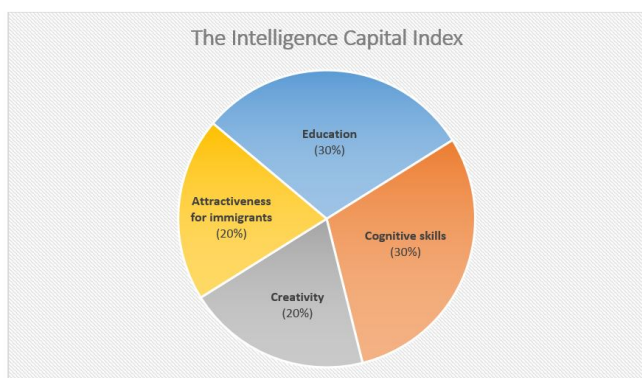 The Intelligence Capital Index
Education
(30%)
Attractiveness
for immigrants
(20%)
Cognitive skills
(30%)
Creativity
(20%)